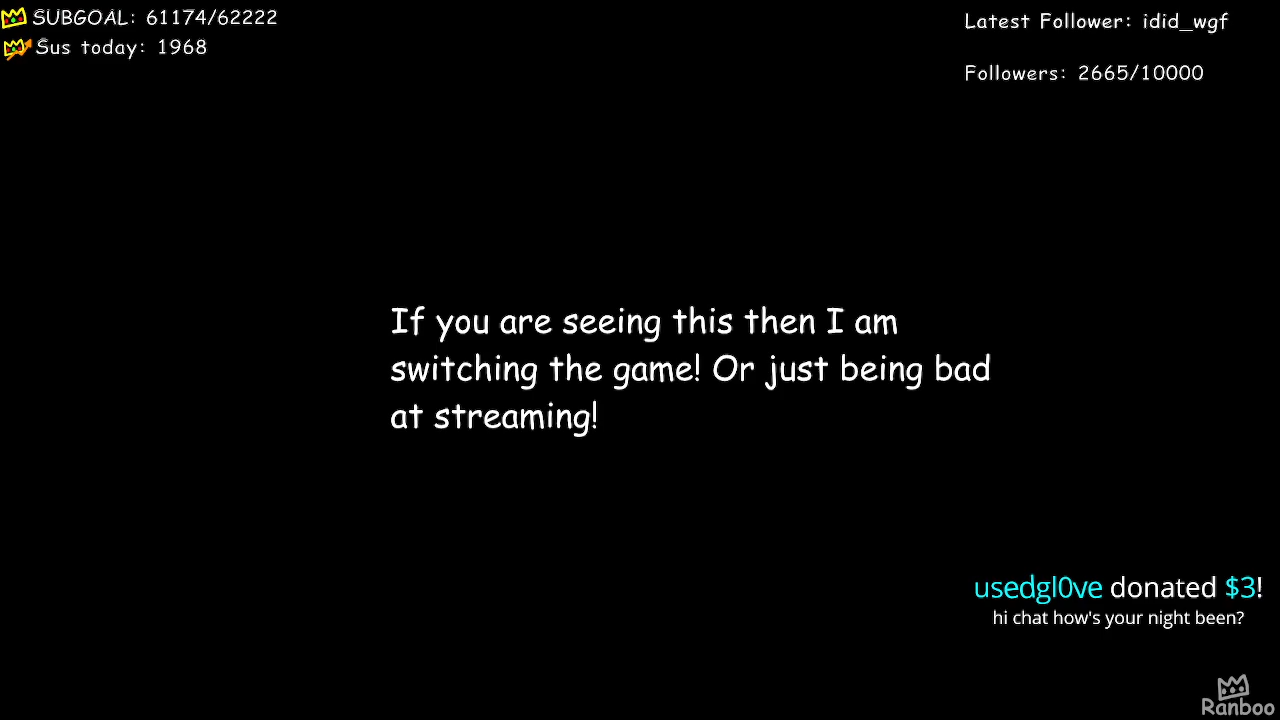 SUBGOAL: 61174/62222
Sus today: 1968
Latest Follower: idid_wgf
Followers: 2665/10000
If you are seeing this then I am
switching the game! Or just being bad
at streaming!
usedgl0ve donated $3!
hi chat how's your night been?
Ranboo